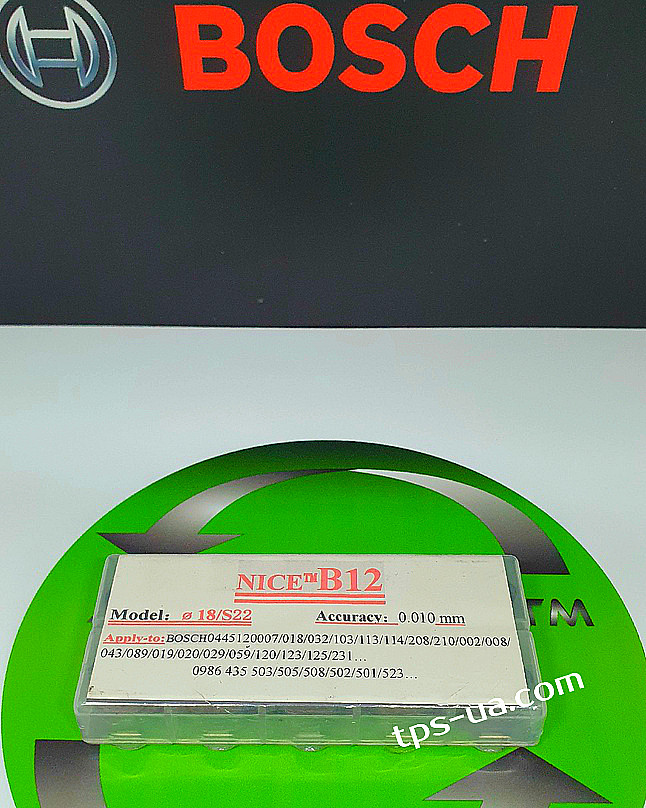 BOSCH
NICE™B12
Model: ø 18/S22 Accuracy: 0.010 mm
Apply-to: BOSCH0445120007/018/032/103/113/114/208/210/002/008/
043/089/019/020/029/059/120/123/125/231...
0986 435 503/505/508/502/501/523...
TM
tps-ua.com